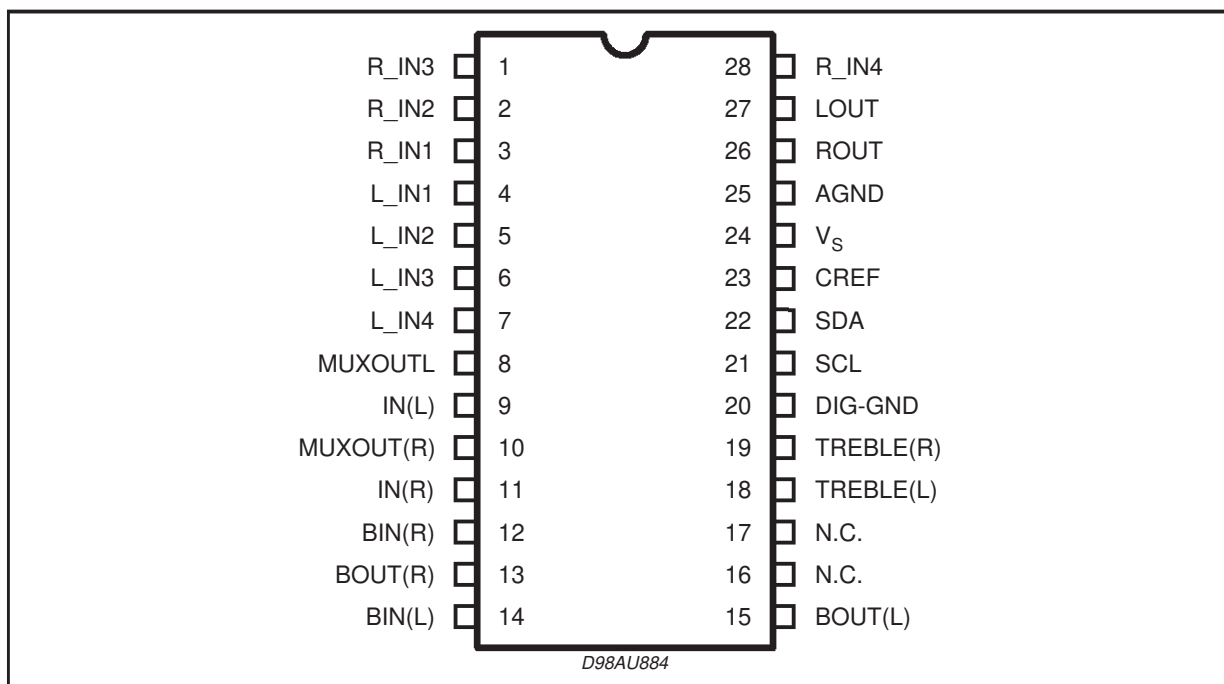 R_IN3 1 28 R_IN4
R_IN2 2 27 LOUT
R_IN1 3 26 ROUT
L_IN1 4 25 AGND
L_IN2 5 24 VS
L_IN3 6 23 CREF
L_IN4 7 22 SDA
MUXOUTL 8 21 SCL
IN(L) 9 20 DIG-GND
MUXOUT(R) 10 19 TREBLE(R)
IN(R) 11 18 TREBLE(L)
BIN(R) 12 17 N.C.
BOUT(R) 13 16 N.C.
BIN(L) 14 15 BOUT(L)
D98AU884